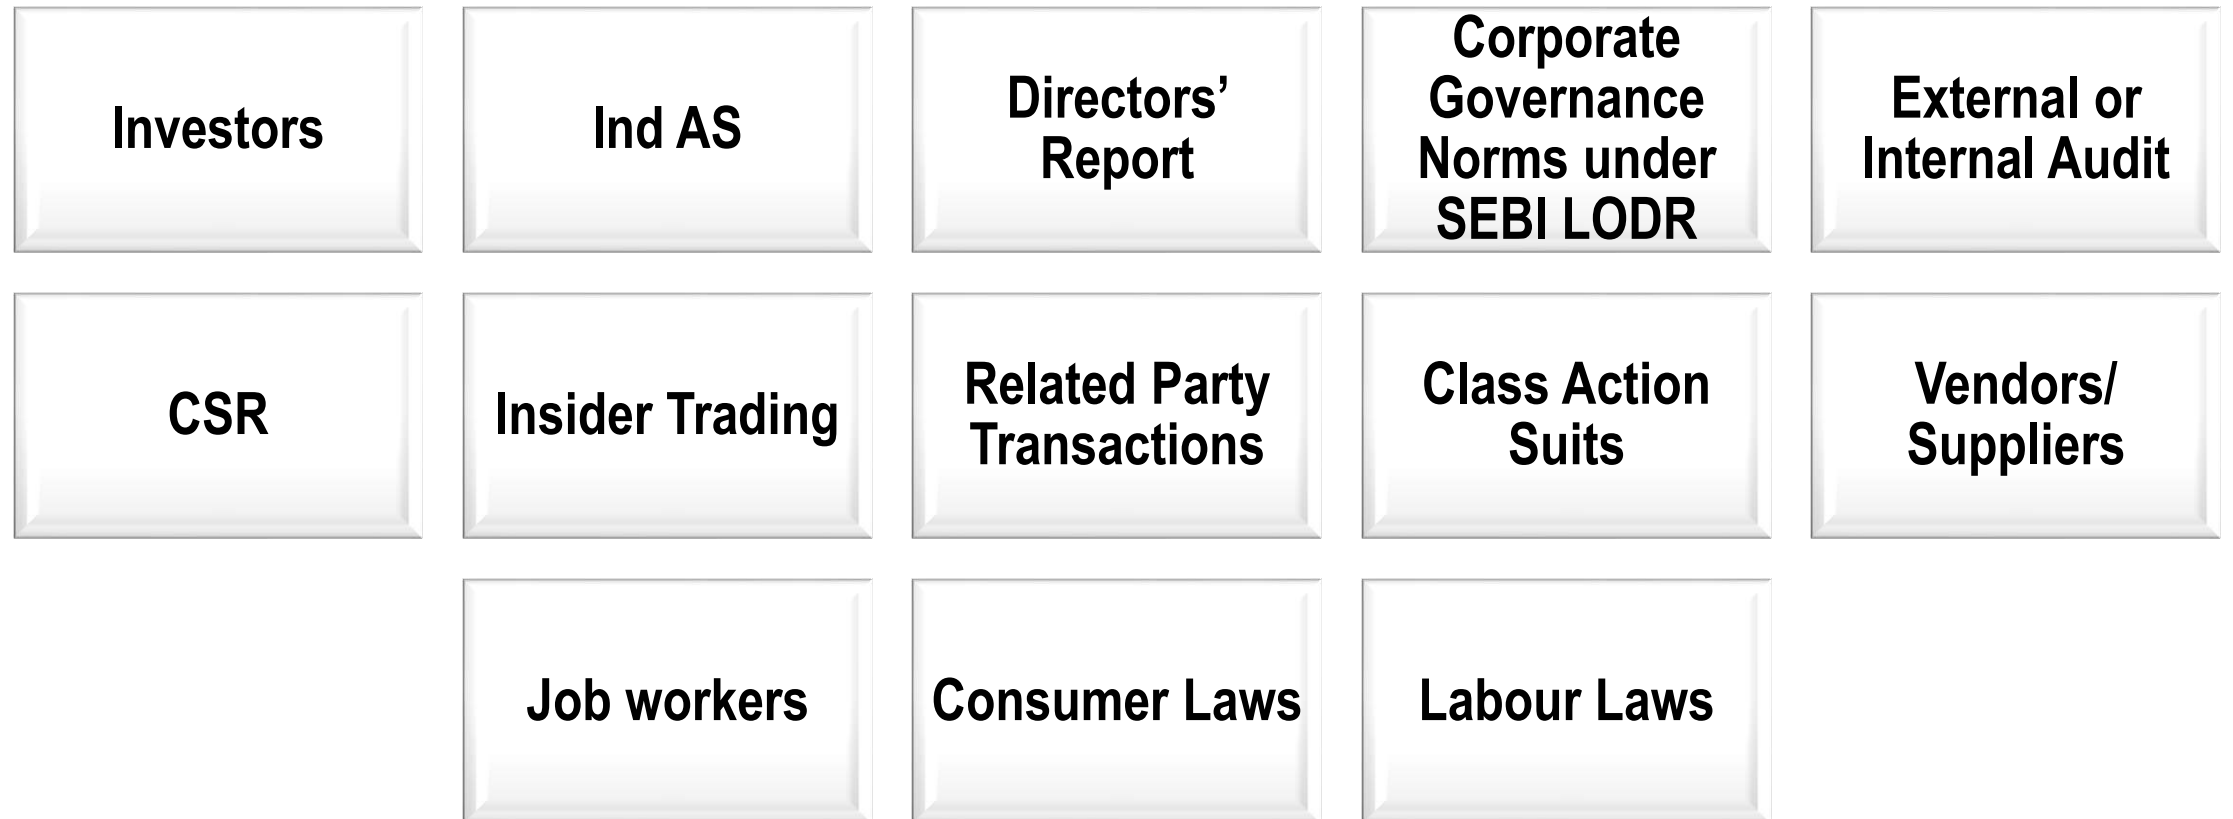 Investors
Ind AS
Directors’
Report
Corporate
Governance
Norms under
SEBI LODR
External or
Internal Audit
CSR
Insider Trading
Related Party
Transactions
Class Action
Suits
Vendors/
Suppliers
Job workers
Consumer Laws
Labour Laws